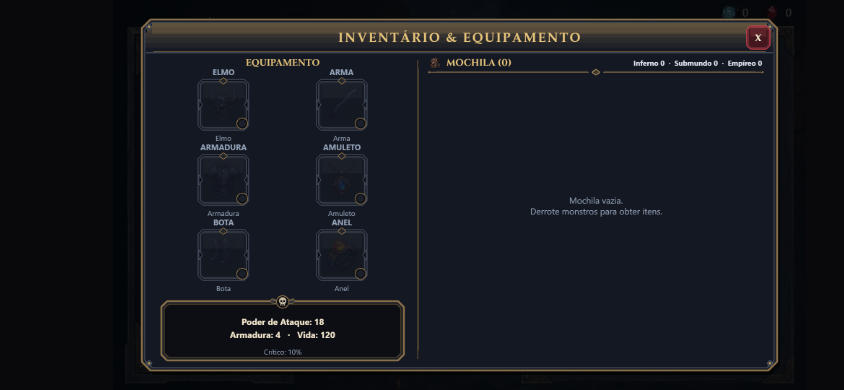 0 0
INVENTÁRIO & EQUIPAMENTO
X
EQUIPAMENTO
ELMO
ARMA
Elmo
Arma
ARMADURA
AMULETO
Armadura
Amuleto
BOTA
ANEL
Bota
Anel
Poder de Ataque: 18
Armadura: 4 · Vida: 120
Crítico: 10%
MOCHILA (0)
Inferno 0 · Submundo 0 · Empíreo 0
Mochila vazia.
Derrote monstros para obter itens.